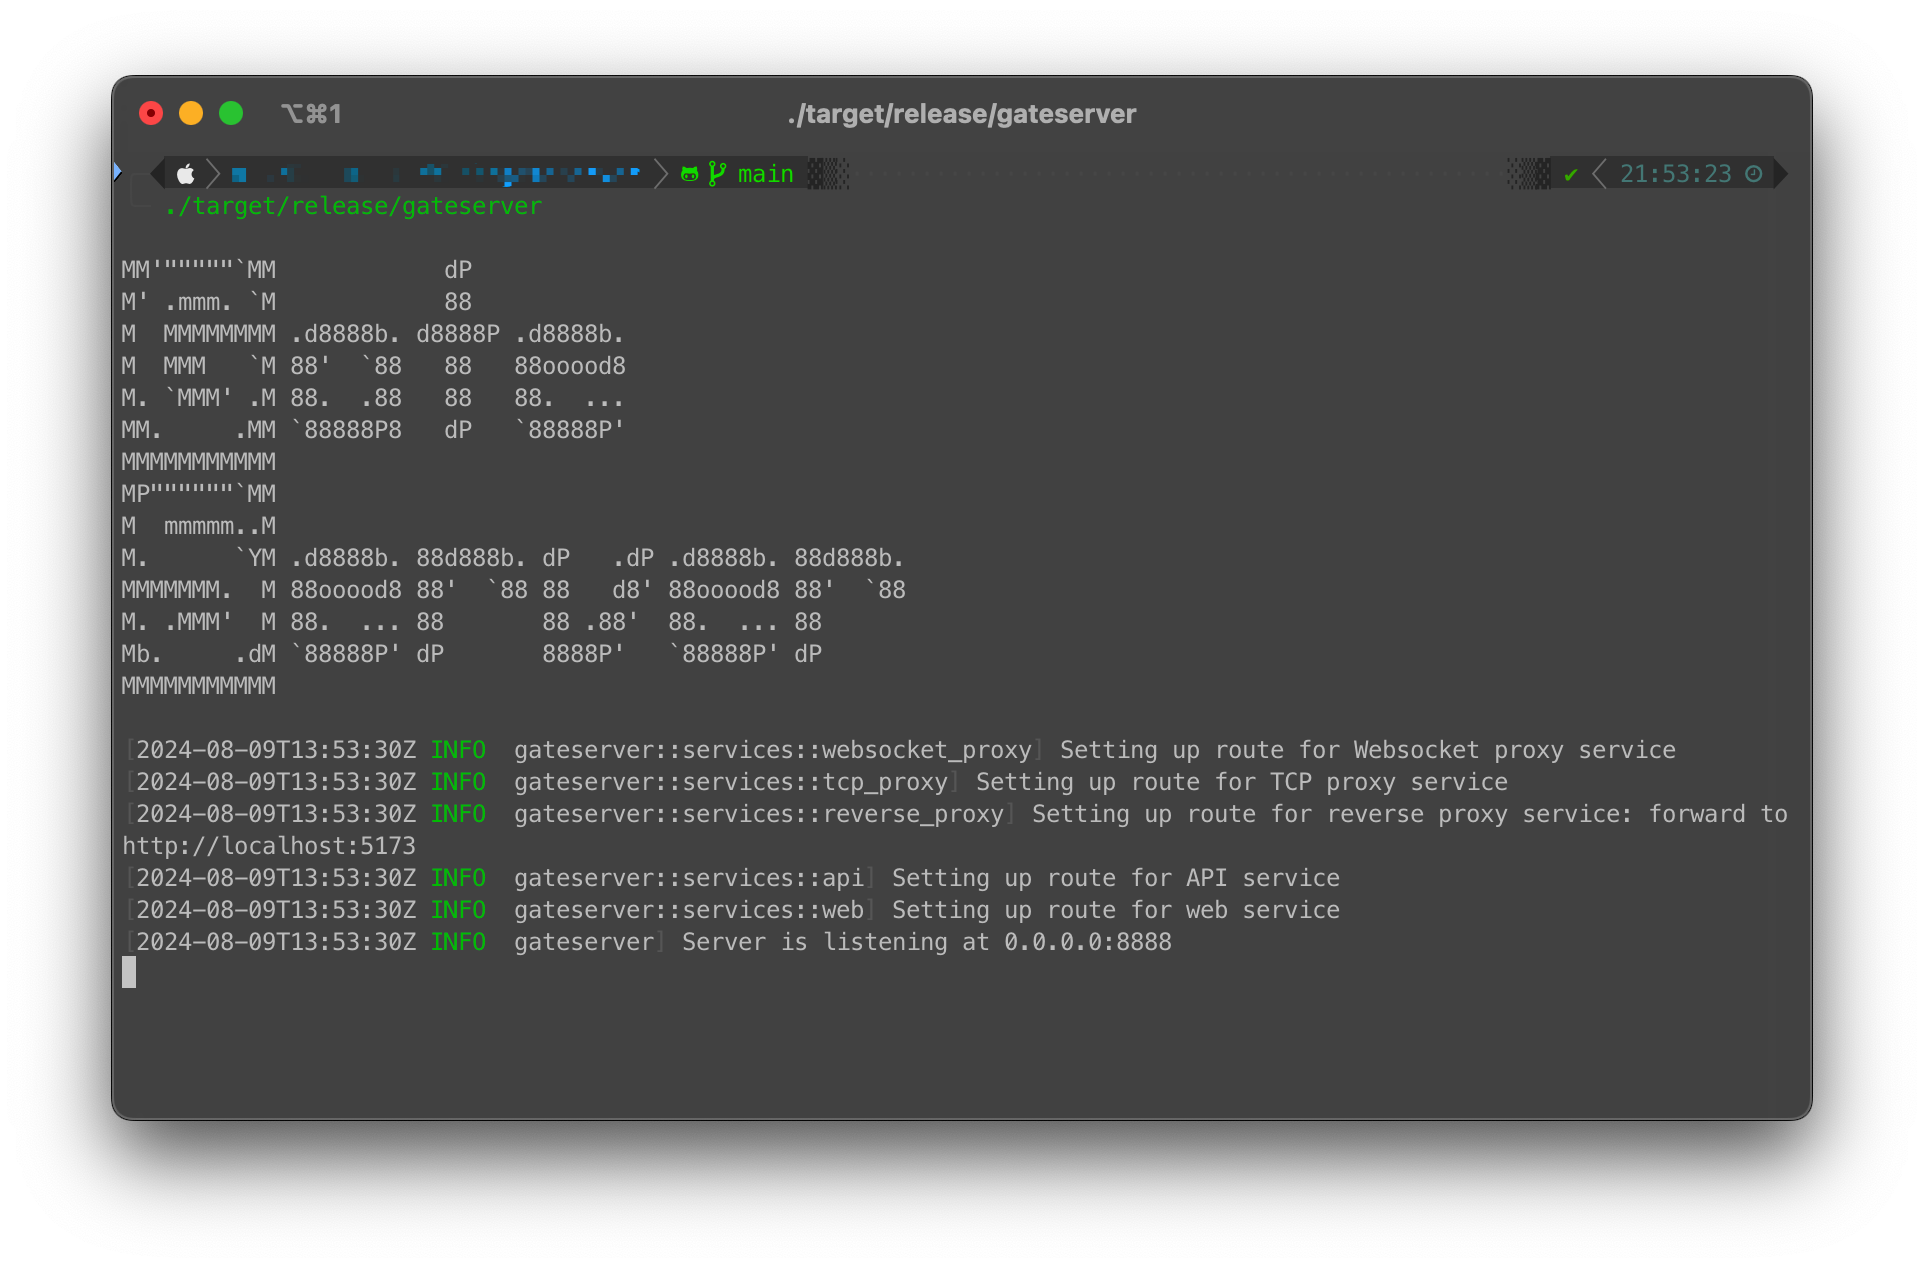 ⌥⌘1 ./target/release/gateserver
main ✔ 21:53:23
./target/release/gateserver
MM'"""""`MM            dP
M' .mmm. `M            88
M  MMMMMMMM .d8888b. d8888P .d8888b.
M  MMM   `M 88'  `88   88   88ooood8
M. `MMM' .M 88.  .88   88   88.  ...
MM.     .MM `88888P8   dP   `88888P'
MMMMMMMMMMM
MP""""""`MM
M  mmmmm..M
M.      `YM .d8888b. 88d888b. dP   .dP .d8888b. 88d888b.
MMMMMMM.  M 88ooood8 88'  `88 88   d8' 88ooood8 88'  `88
M. .MMM'  M 88.  ... 88       88 .88'  88.  ... 88
Mb.     .dM `88888P' dP       8888P'   `88888P' dP
MMMMMMMMMMM
[2024-08-09T13:53:30Z INFO  gateserver::services::websocket_proxy] Setting up route for Websocket proxy service
[2024-08-09T13:53:30Z INFO  gateserver::services::tcp_proxy] Setting up route for TCP proxy service
[2024-08-09T13:53:30Z INFO  gateserver::services::reverse_proxy] Setting up route for reverse proxy service: forward to
http://localhost:5173
[2024-08-09T13:53:30Z INFO  gateserver::services::api] Setting up route for API service
[2024-08-09T13:53:30Z INFO  gateserver::services::web] Setting up route for web service
[2024-08-09T13:53:30Z INFO  gateserver] Server is listening at 0.0.0.0:8888